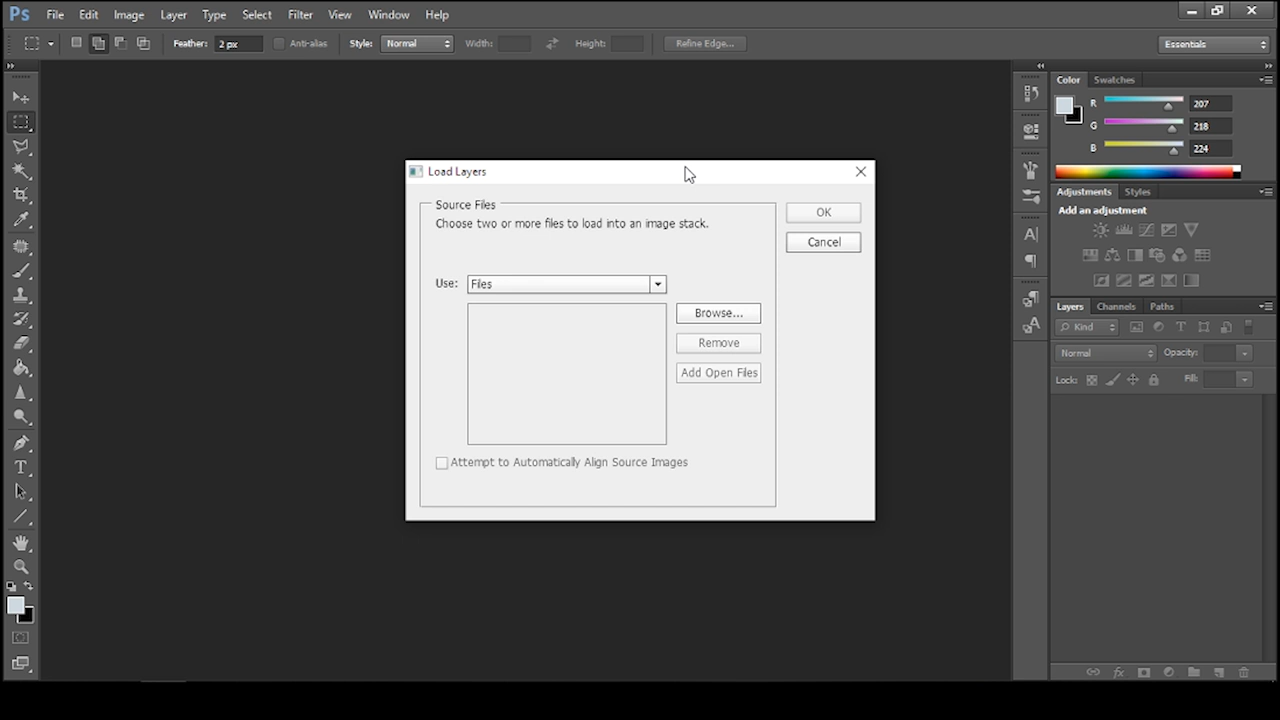 Ps File Edit Image Layer Type Select Filter View Window Help
Feather: 2 px Anti-alias Style: Normal Width: Height: Refine Edge... Essentials
Color Swatches
R 207
G 218
B 224
Adjustments Styles
Add an adjustment
Layers Channels Paths
Kind
Normal Opacity:
Lock: Fill:
Load Layers
Source Files
Choose two or more files to load into an image stack.
OK
Cancel
Use: Files
Browse...
Remove
Add Open Files
Attempt to Automatically Align Source Images